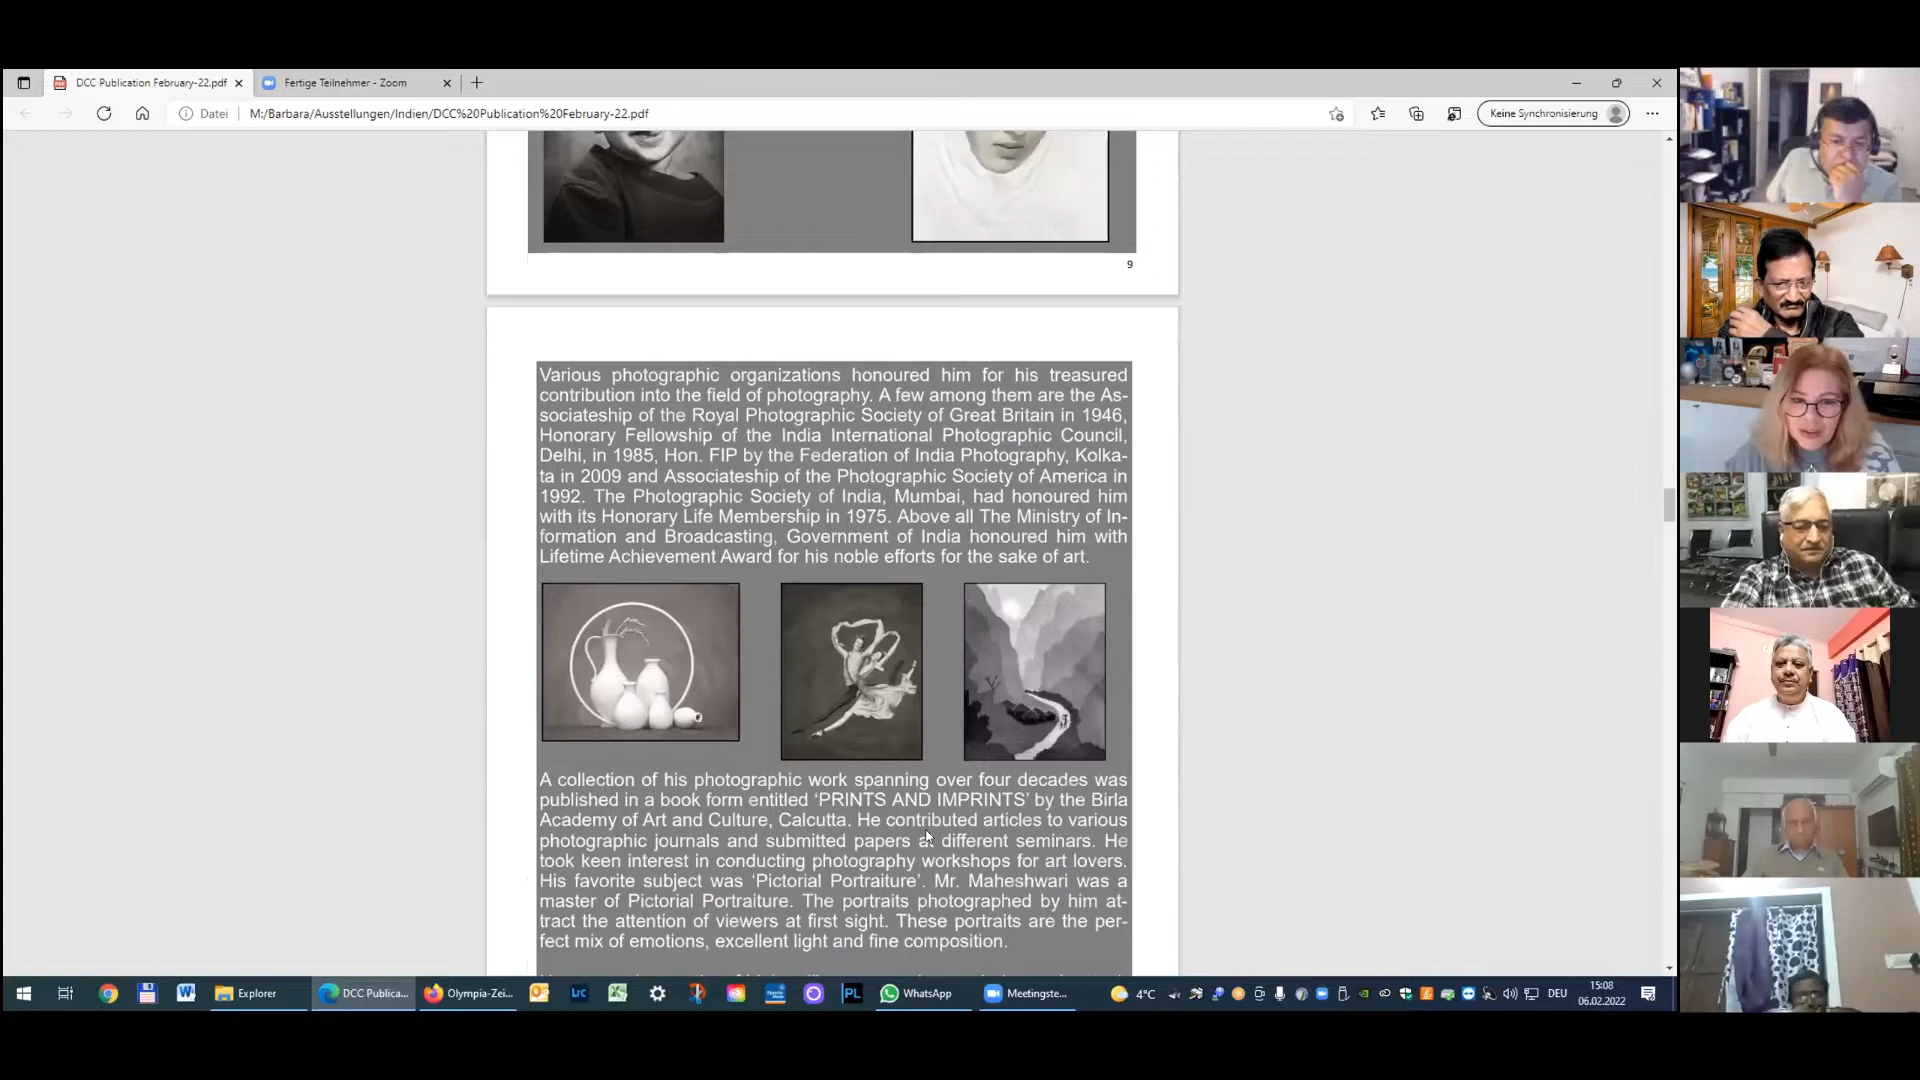 DCC Publication February-22.pdf
Fertige Teilnehmer - Zoom
Datei
M:/Barbara/Ausstellungen/Indien/DCC%20Publication%20February-22.pdf
Keine Synchronisierung
9
Various photographic organizations honoured him for his treasured
contribution into the field of photography. A few among them are the As-
sociateship of the Royal Photographic Society of Great Britain in 1946,
Honorary Fellowship of the India International Photographic Council,
Delhi, in 1985, Hon. FIP by the Federation of India Photography, Kolka-
ta in 2009 and Associateship of the Photographic Society of America in
1992. The Photographic Society of India, Mumbai, had honoured him
with its Honorary Life Membership in 1975. Above all The Ministry of In-
formation and Broadcasting, Government of India honoured him with
Lifetime Achievement Award for his noble efforts for the sake of art.
A collection of his photographic work spanning over four decades was
published in a book form entitled ‘PRINTS AND IMPRINTS’ by the Birla
Academy of Art and Culture, Calcutta. He contributed articles to various
photographic journals and submitted papers at different seminars. He
took keen interest in conducting photography workshops for art lovers.
His favorite subject was ‘Pictorial Portraiture’. Mr. Maheshwari was a
master of Pictorial Portraiture. The portraits photographed by him at-
tract the attention of viewers at first sight. These portraits are the per-
fect mix of emotions, excellent light and fine composition.
Explorer
DCC Publica...
Olympia-Zei...
Lrc
PL
WhatsApp
Meetingste...
4°C
DEU
15:08
06.02.2022